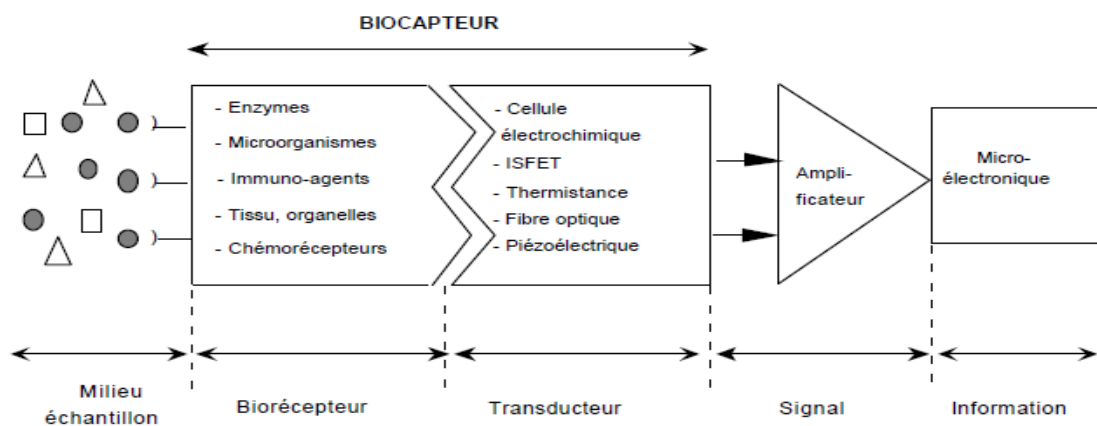 BIOCAPTEUR
- Enzymes
- Microorganismes
- Immuno-agents
- Tissu, organelles
- Chémorécepteurs
- Cellule
électrochimique
- ISFET
- Thermistance
- Fibre optique
- Piézoélectrique
Ampli-
ficateur
Micro-
électronique
Milieu
échantillon
Biorécepteur
Transducteur
Signal
Information